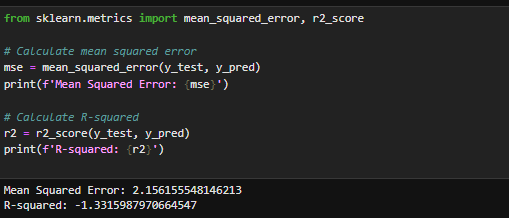 from sklearn.metrics import mean_squared_error, r2_score
# Calculate mean squared error
mse = mean_squared_error(y_test, y_pred)
print(f'Mean Squared Error: {mse}')
# Calculate R-squared
r2 = r2_score(y_test, y_pred)
print(f'R-squared: {r2}')
Mean Squared Error: 2.156155548146213
R-squared: -1.3315987970664547